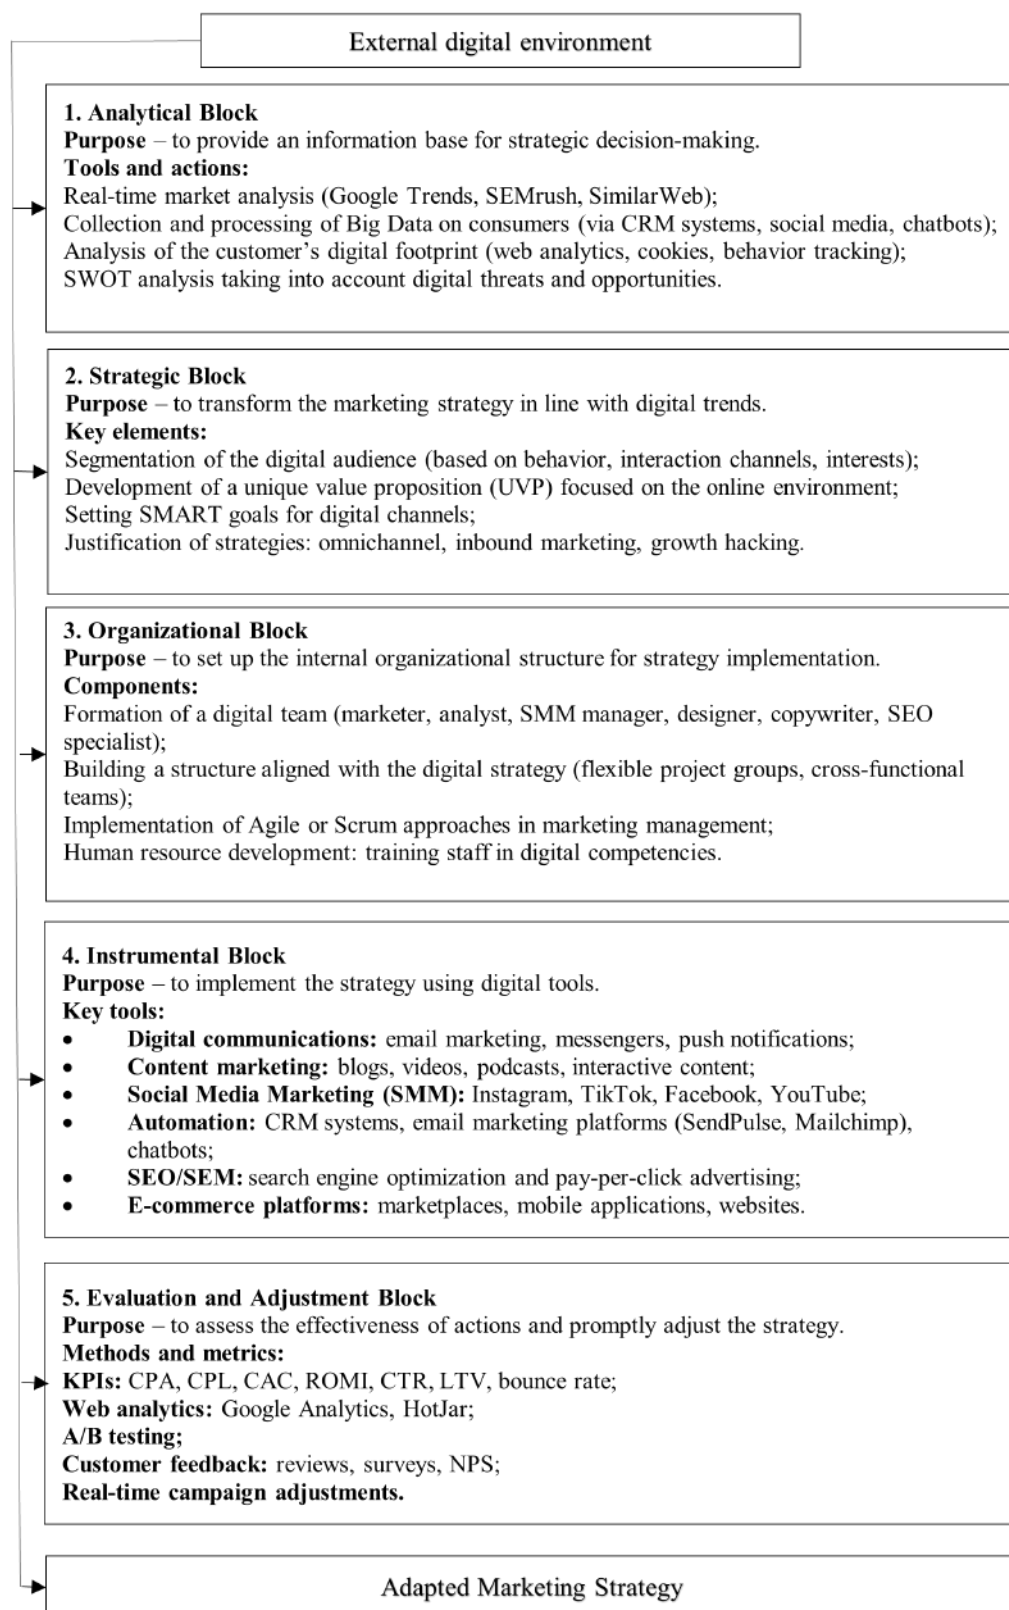 External digital environment
1. Analytical Block
Purpose – to provide an information base for strategic decision-making.
Tools and actions:
Real-time market analysis (Google Trends, SEMrush, SimilarWeb);
Collection and processing of Big Data on consumers (via CRM systems, social media, chatbots);
Analysis of the customer’s digital footprint (web analytics, cookies, behavior tracking);
SWOT analysis taking into account digital threats and opportunities.
2. Strategic Block
Purpose – to transform the marketing strategy in line with digital trends.
Key elements:
Segmentation of the digital audience (based on behavior, interaction channels, interests);
Development of a unique value proposition (UVP) focused on the online environment;
Setting SMART goals for digital channels;
Justification of strategies: omnichannel, inbound marketing, growth hacking.
3. Organizational Block
Purpose – to set up the internal organizational structure for strategy implementation.
Components:
Formation of a digital team (marketer, analyst, SMM manager, designer, copywriter, SEO
specialist);
Building a structure aligned with the digital strategy (flexible project groups, cross-functional
teams);
Implementation of Agile or Scrum approaches in marketing management;
Human resource development: training staff in digital competencies.
4. Instrumental Block
Purpose – to implement the strategy using digital tools.
Key tools:
• Digital communications: email marketing, messengers, push notifications;
• Content marketing: blogs, videos, podcasts, interactive content;
• Social Media Marketing (SMM): Instagram, TikTok, Facebook, YouTube;
• Automation: CRM systems, email marketing platforms (SendPulse, Mailchimp),
chatbots;
• SEO/SEM: search engine optimization and pay-per-click advertising;
• E-commerce platforms: marketplaces, mobile applications, websites.
5. Evaluation and Adjustment Block
Purpose – to assess the effectiveness of actions and promptly adjust the strategy.
Methods and metrics:
KPIs: CPA, CPL, CAC, ROMI, CTR, LTV, bounce rate;
Web analytics: Google Analytics, HotJar;
A/B testing;
Customer feedback: reviews, surveys, NPS;
Real-time campaign adjustments.
Adapted Marketing Strategy